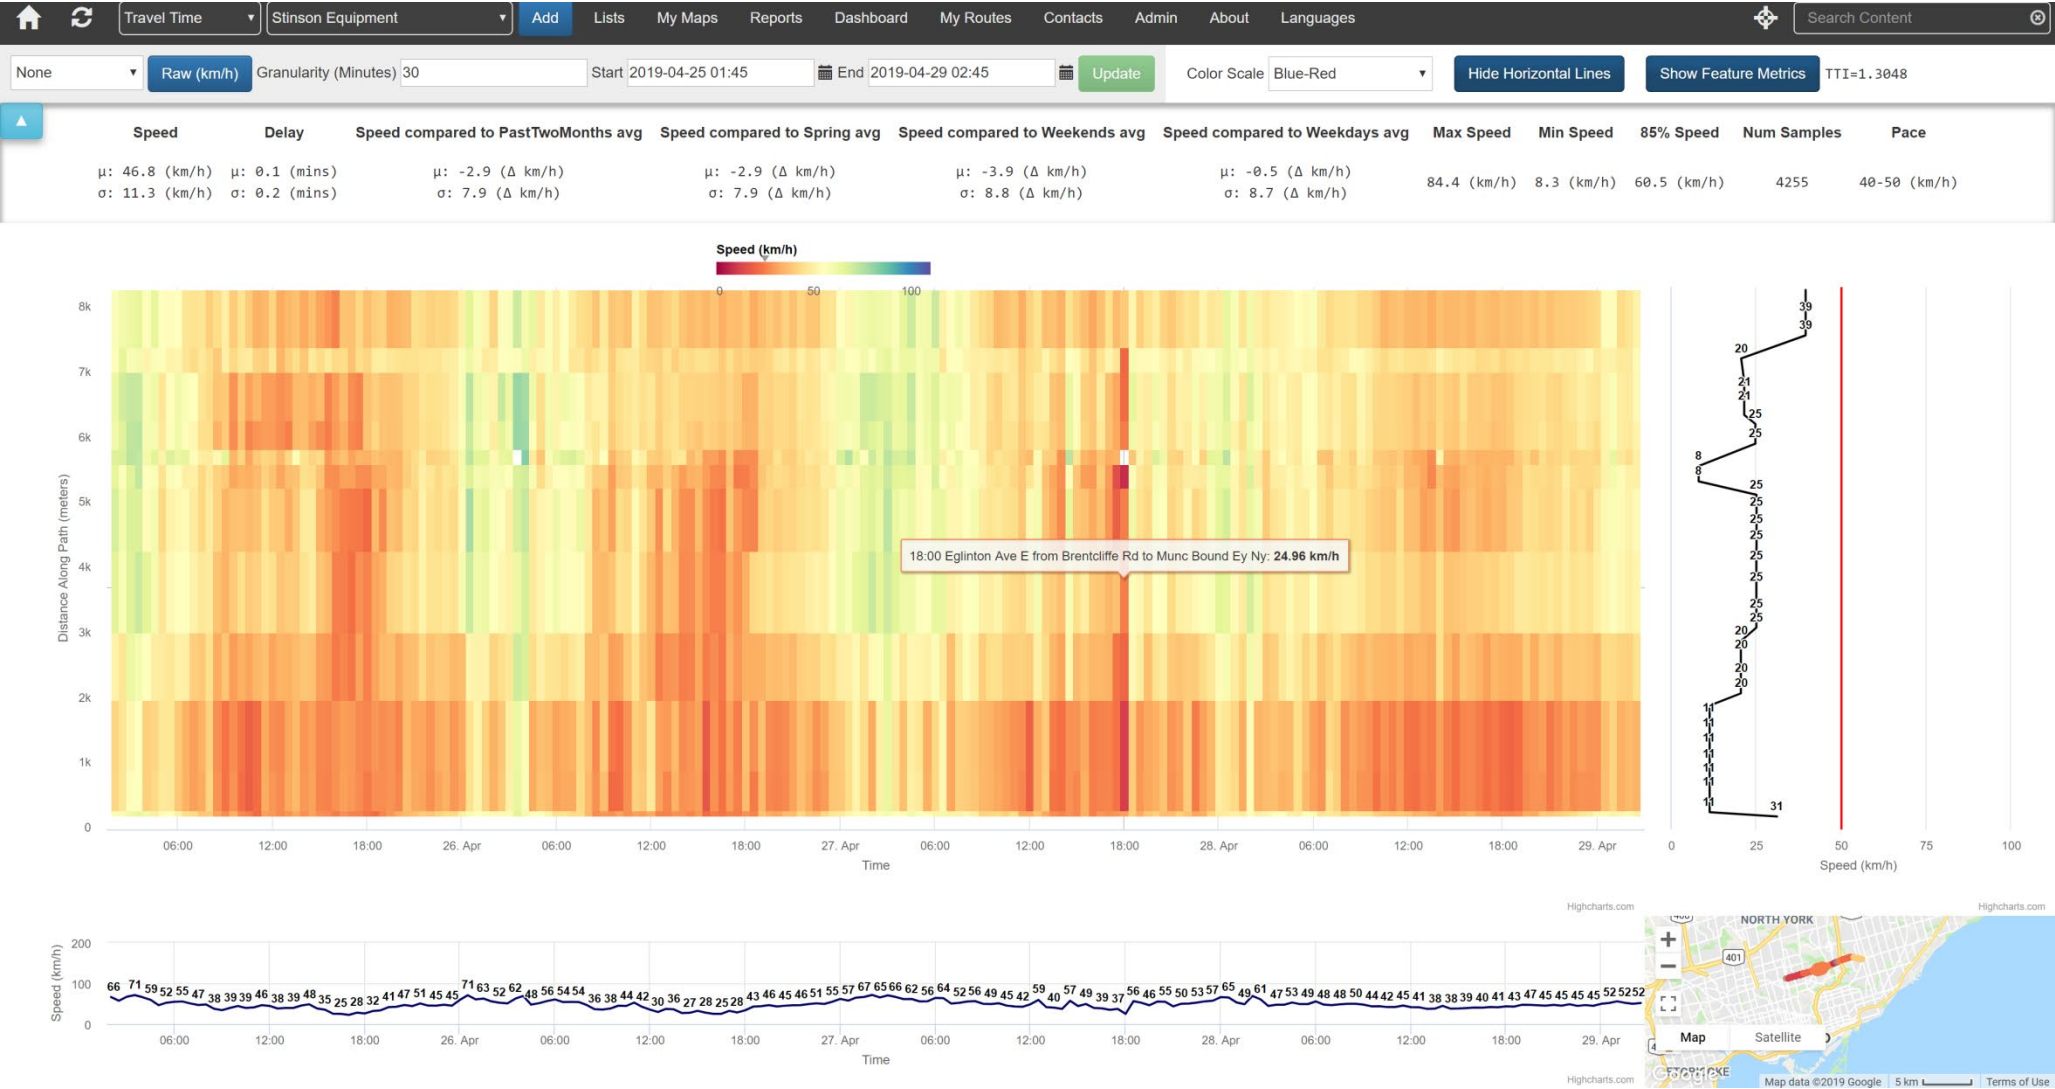 Travel Time Stinson Equipment Add Lists My Maps Reports Dashboard My Routes Contacts Admin About Languages Search Content
None Raw (km/h) Granularity (Minutes) 30 Start 2019-04-25 01:45 End 2019-04-29 02:45 Update Color Scale Blue-Red Hide Horizontal Lines Show Feature Metrics TTI=1.3048
Speed Delay Speed compared to PastTwoMonths avg Speed compared to Spring avg Speed compared to Weekends avg Speed compared to Weekdays avg Max Speed Min Speed 85% Speed Num Samples Pace
μ: 46.8 (km/h) μ: 0.1 (mins) μ: -2.9 (Δ km/h) μ: -2.9 (Δ km/h) μ: -3.9 (Δ km/h) μ: -0.5 (Δ km/h)
84.4 (km/h) 8.3 (km/h) 60.5 (km/h) 4255 40-50 (km/h)
σ: 11.3 (km/h) σ: 0.2 (mins) σ: 7.9 (Δ km/h) σ: 7.9 (Δ km/h) σ: 8.8 (Δ km/h) σ: 8.7 (Δ km/h)
Speed (km/h)
0 50 100
Distance Along Path (meters)
8k
7k
6k
5k
4k
3k
2k
1k
0
18:00 Eglinton Ave E from Brentcliffe Rd to Munc Bound Ey Ny: 24.96 km/h
06:00 12:00 18:00 26. Apr 06:00 12:00 18:00 27. Apr 06:00 12:00 18:00 28. Apr 06:00 12:00 18:00 29. Apr
Time
Highcharts.com
39
39
20
21
21
25
25
8
8
25
25
25
25
25
25
25
25
20
20
20
20
11
11
11
11
11
11
11
31
0 25 50 75 100
Speed (km/h)
Highcharts.com
Speed (km/h)
200
100
0
66 71 59 52 55 47 38 39 39 46 38 39 48 35 25 28 32 41 47 51 45 45 71 63 52 62 48 56 54 54 36 38 44 42 30 36 27 28 25 28 43 46 45 46 51 55 57 67 65 66 62 56 64 52 56 49 45 42 59 40 57 49 39 37 56 46 55 50 53 57 65 49 61 47 53 49 48 48 50 44 42 45 41 38 38 39 40 41 43 47 45 45 45 45 52 52 52
06:00 12:00 18:00 26. Apr 06:00 12:00 18:00 27. Apr 06:00 12:00 18:00 28. Apr 06:00 12:00 18:00 29. Apr
Time
Highcharts.com
NORTH YORK
401
Map Satellite
Google
Map data ©2019 Google 5 km Terms of Use